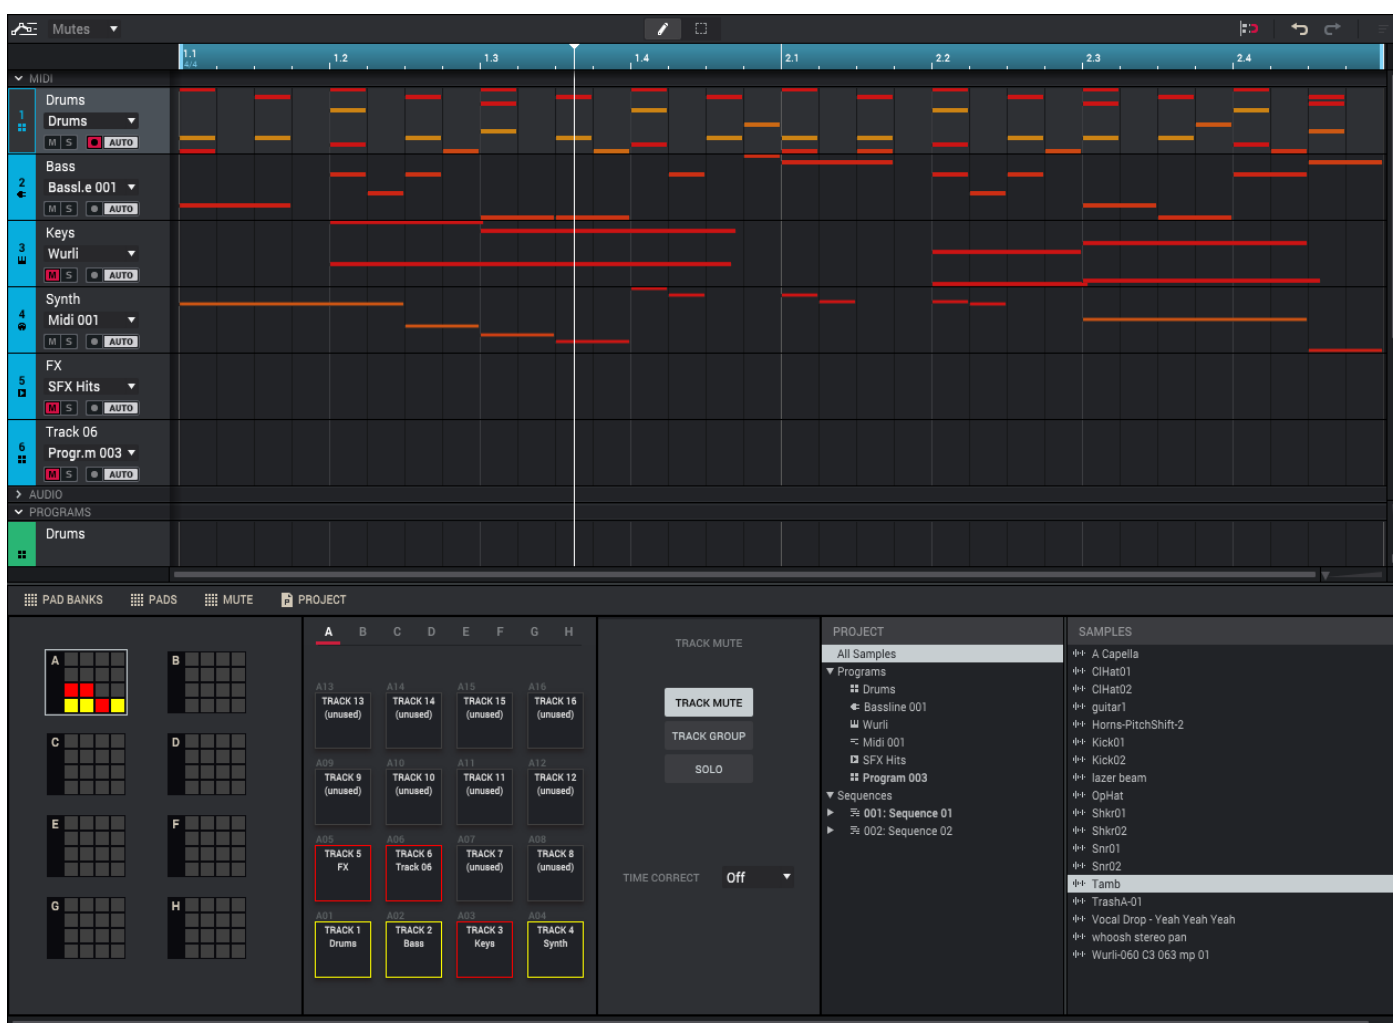 Mutes
1.1
4/4
1.2
1.3
1.4
2.1
2.2
2.3
2.4
MIDI
1
Drums
Drums
M S AUTO
2
Bass
Bassl.e 001
M S AUTO
3
Keys
Wurli
M S AUTO
4
Synth
Midi 001
M S AUTO
5
FX
SFX Hits
M S AUTO
6
Track 06
Progr.m 003
M S AUTO
AUDIO
PROGRAMS
Drums
PAD BANKS PADS MUTE PROJECT
A
B
C
D
E
F
G
H
A B C D E F G H
A13 A14 A15 A16
TRACK 13 TRACK 14 TRACK 15 TRACK 16
(unused) (unused) (unused) (unused)
A09 A10 A11 A12
TRACK 9 TRACK 10 TRACK 11 TRACK 12
(unused) (unused) (unused) (unused)
A05 A06 A07 A08
TRACK 5 TRACK 6 TRACK 7 TRACK 8
FX Track 06 (unused) (unused)
A01 A02 A03 A04
TRACK 1 TRACK 2 TRACK 3 TRACK 4
Drums Bass Keys Synth
TRACK MUTE
TRACK MUTE
TRACK GROUP
SOLO
TIME CORRECT Off
PROJECT
All Samples
Programs
Drums
Bassline 001
Wurli
Midi 001
SFX Hits
Program 003
Sequences
001: Sequence 01
002: Sequence 02
SAMPLES
A Capella
ClHat01
ClHat02
guitar1
Horns-PitchShift-2
Kick01
Kick02
lazer beam
OpHat
Shkr01
Shkr02
Snr01
Snr02
Tamb
TrashA-01
Vocal Drop - Yeah Yeah Yeah
whoosh stereo pan
Wurli-060 C3 063 mp 01